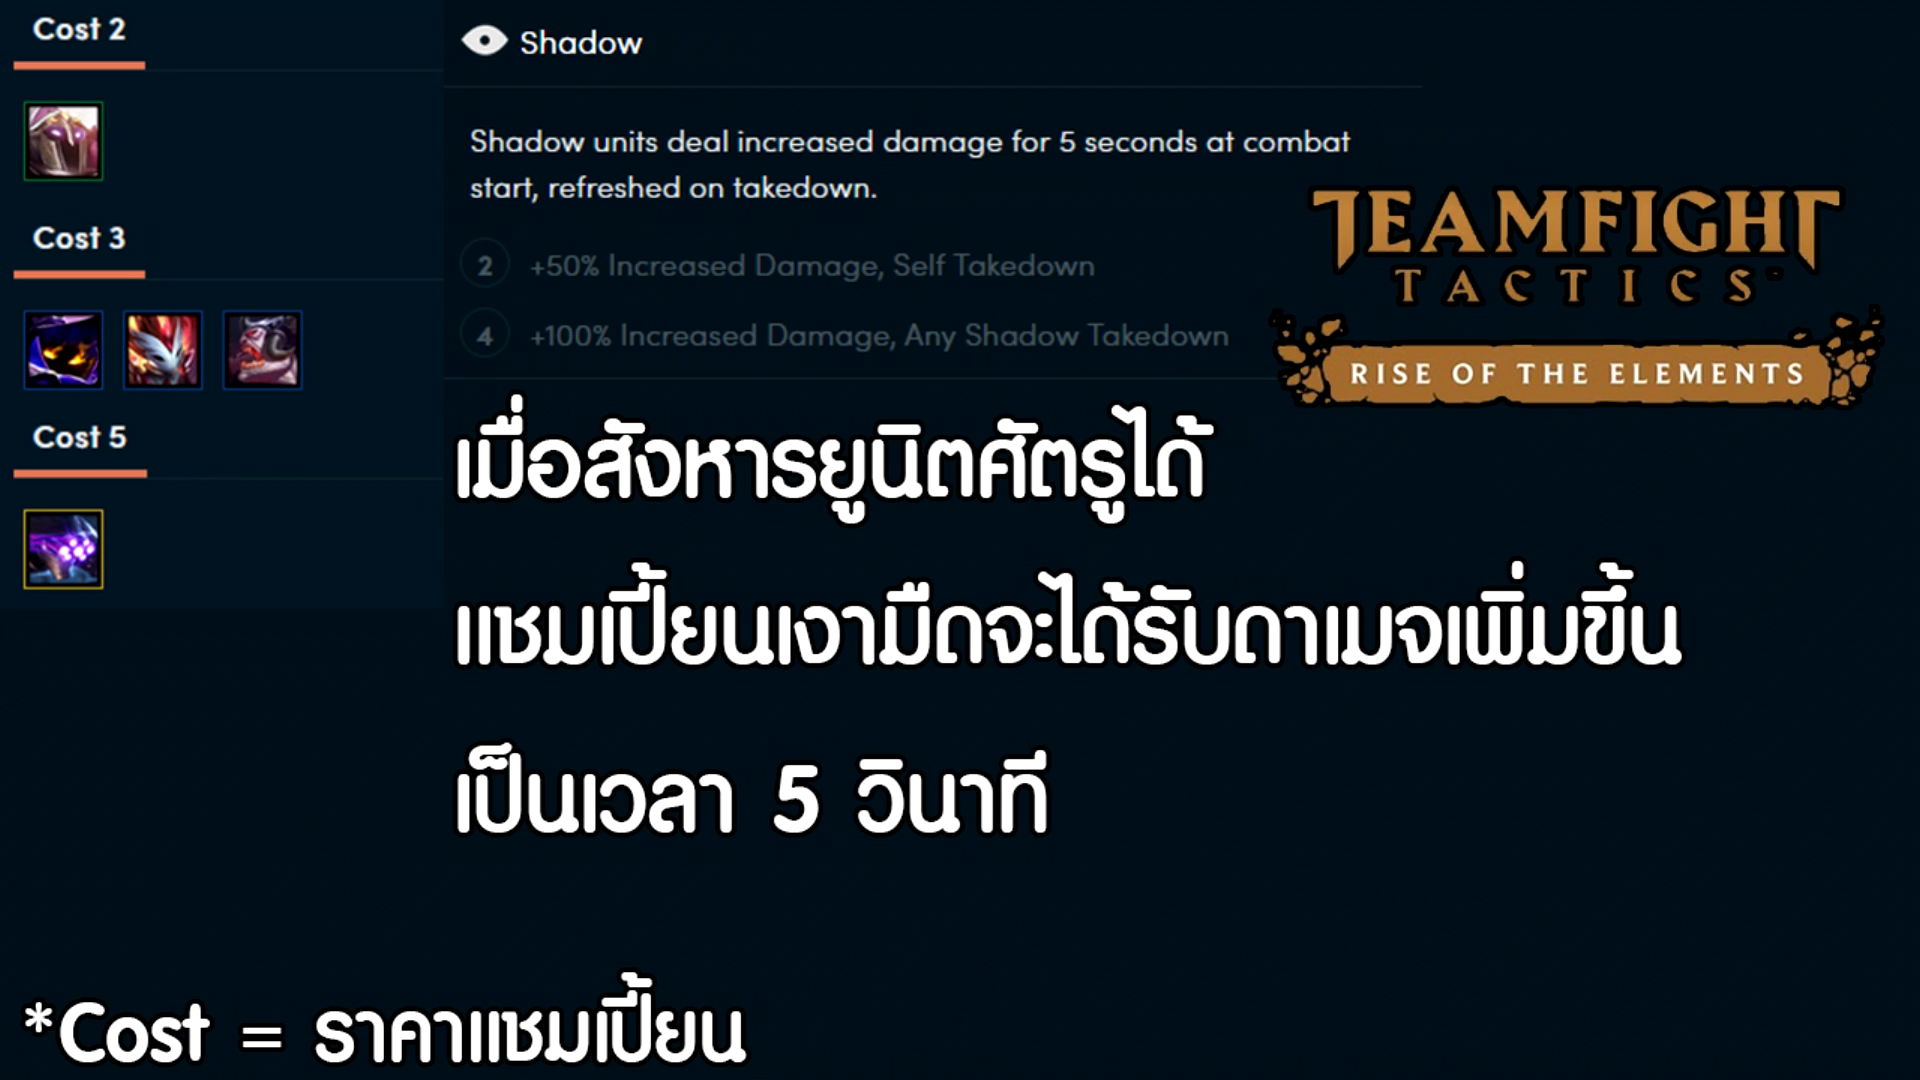 Cost 2
Cost 3
Cost 5
Shadow
Shadow units deal increased damage for 5 seconds at combat
start, refreshed on takedown.
2 +50% Increased Damage, Self Takedown
4 +100% Increased Damage, Any Shadow Takedown
TEAMFIGHT
TACTICS
RISE OF THE ELEMENTS
เมื่อสังหารยูนิตศัตรูได้
แชมเปี้ยนเงามืดจะได้รับดาเมจเพิ่มขึ้น
เป็นเวลา 5 วินาที
*Cost = ราคาแชมเปี้ยน